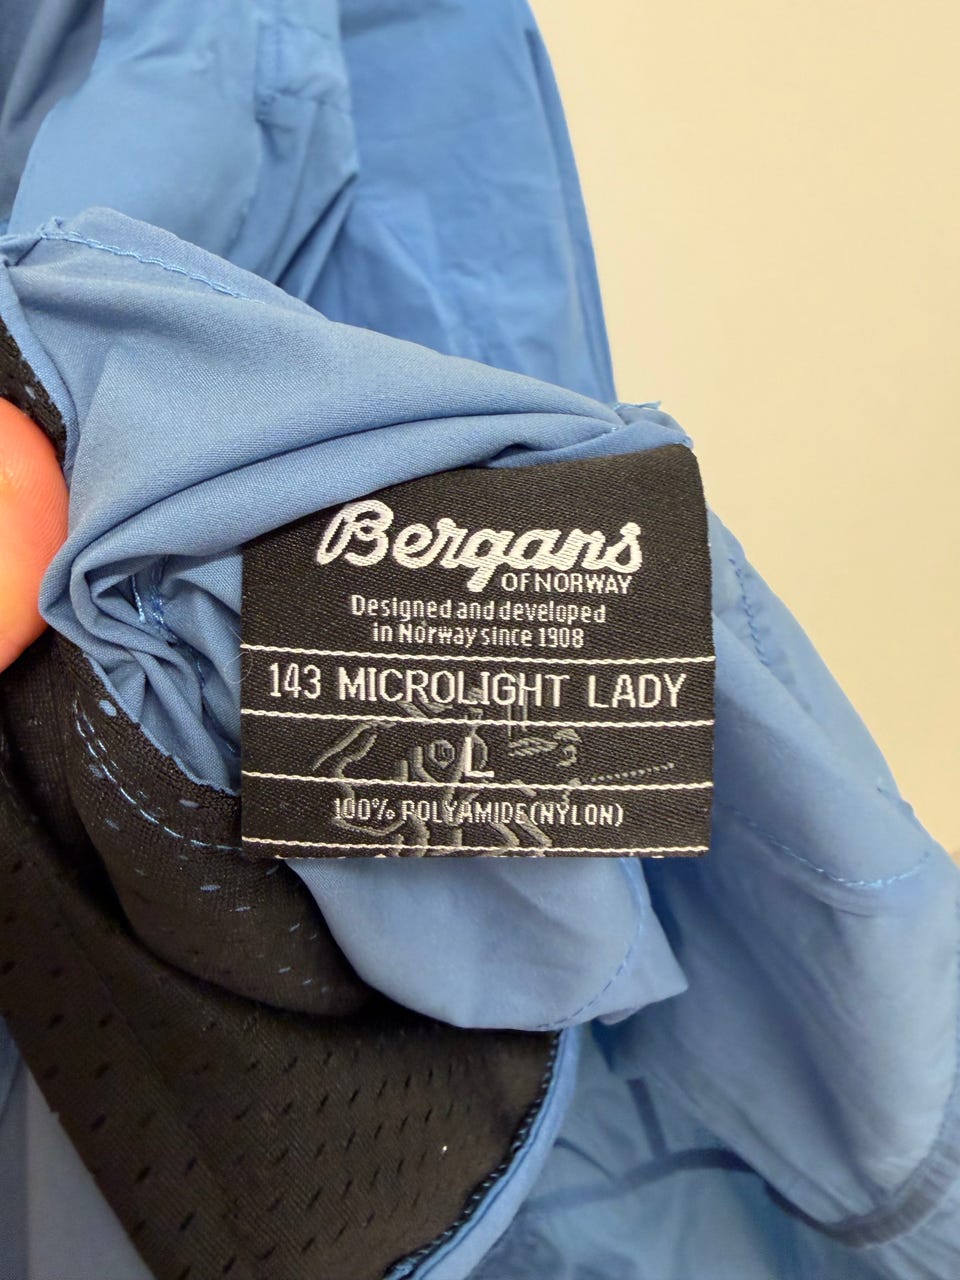 Bergans
OF NORWAY
Designed and developed
in Norway since 1908
143 MICROLIGHT LADY
L
100% POLYAMIDE(NYLON)